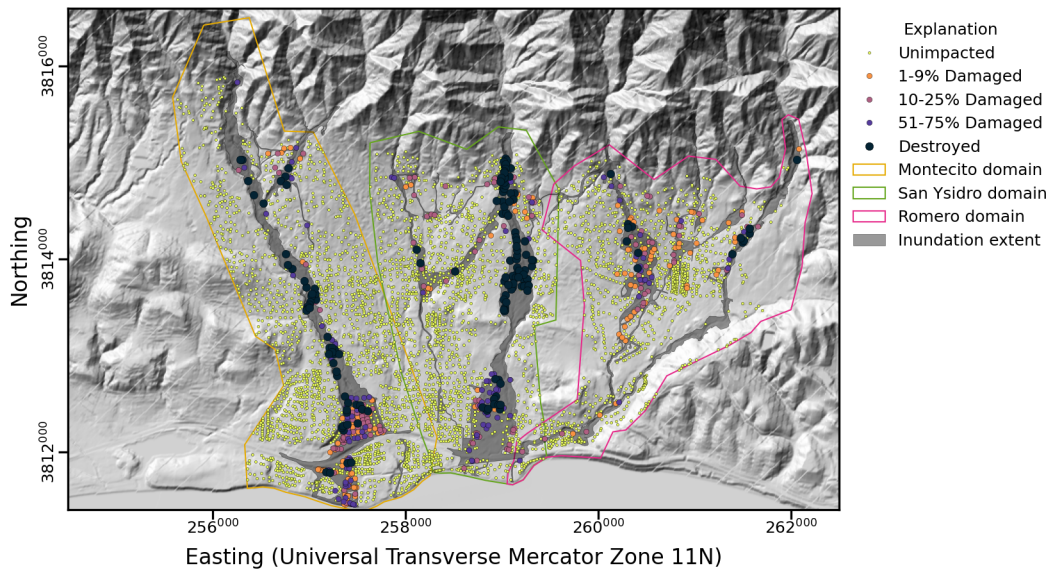 Explanation
Unimpacted
1-9% Damaged
10-25% Damaged
51-75% Damaged
Destroyed
Montecito domain
San Ysidro domain
Romero domain
Inundation extent
Northing
3816⁰⁰⁰
3814⁰⁰⁰
3812⁰⁰⁰
256⁰⁰⁰
258⁰⁰⁰
260⁰⁰⁰
262⁰⁰⁰
Easting (Universal Transverse Mercator Zone 11N)